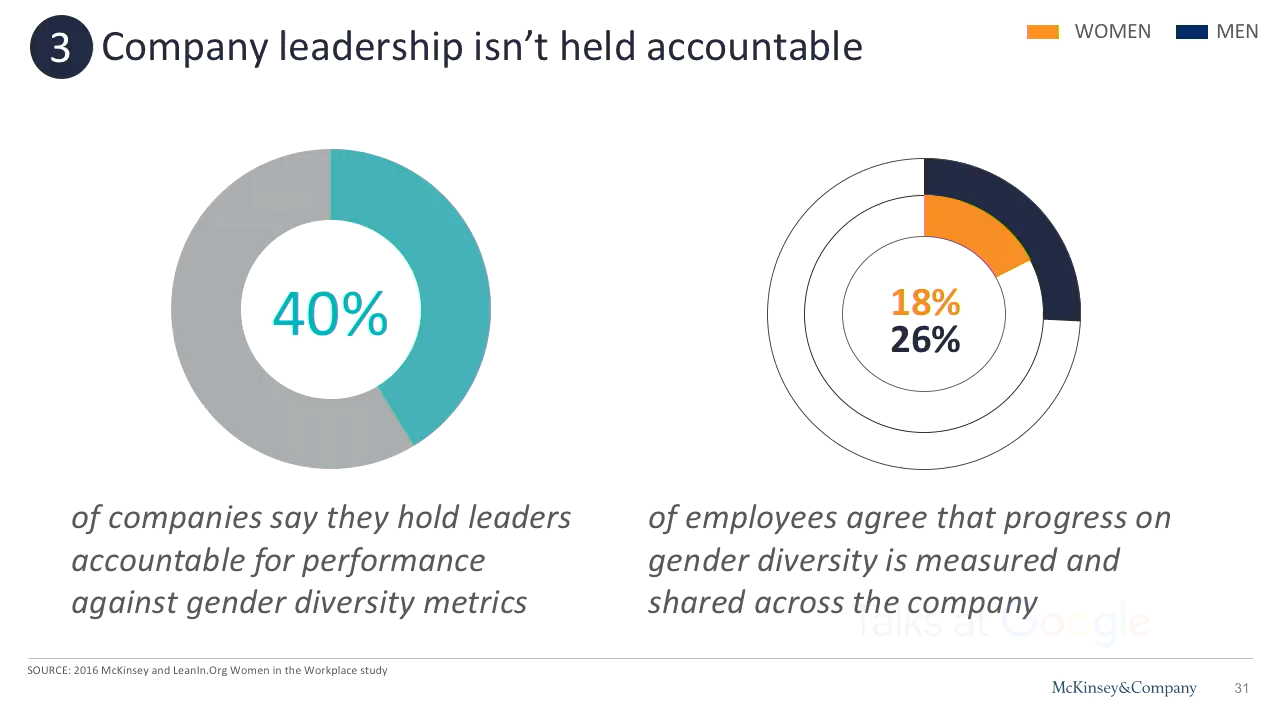 3 Company leadership isn't held accountable
WOMEN MEN
40%
18%
26%
of companies say they hold leaders
accountable for performance
against gender diversity metrics
of employees agree that progress on
gender diversity is measured and
shared across the company
Talks at Google
SOURCE: 2016 McKinsey and LeanIn.Org Women in the Workplace study
McKinsey&Company 31